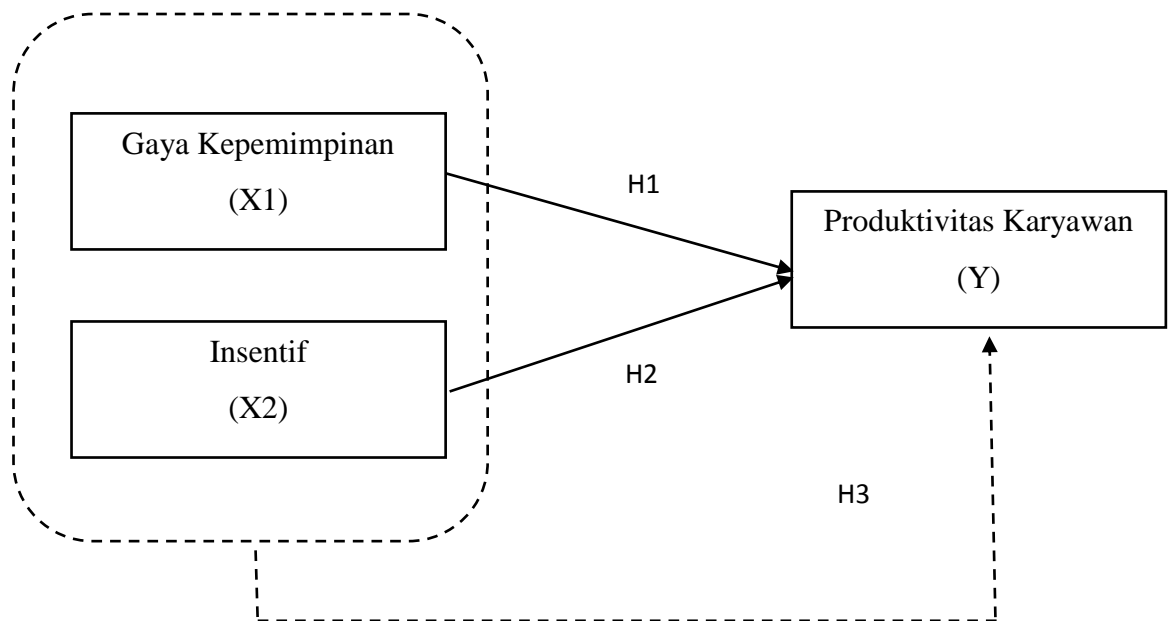 Gaya Kepemimpinan
(X1)
H1
Produktivitas Karyawan
(Y)
Insentif
(X2)
H2
H3